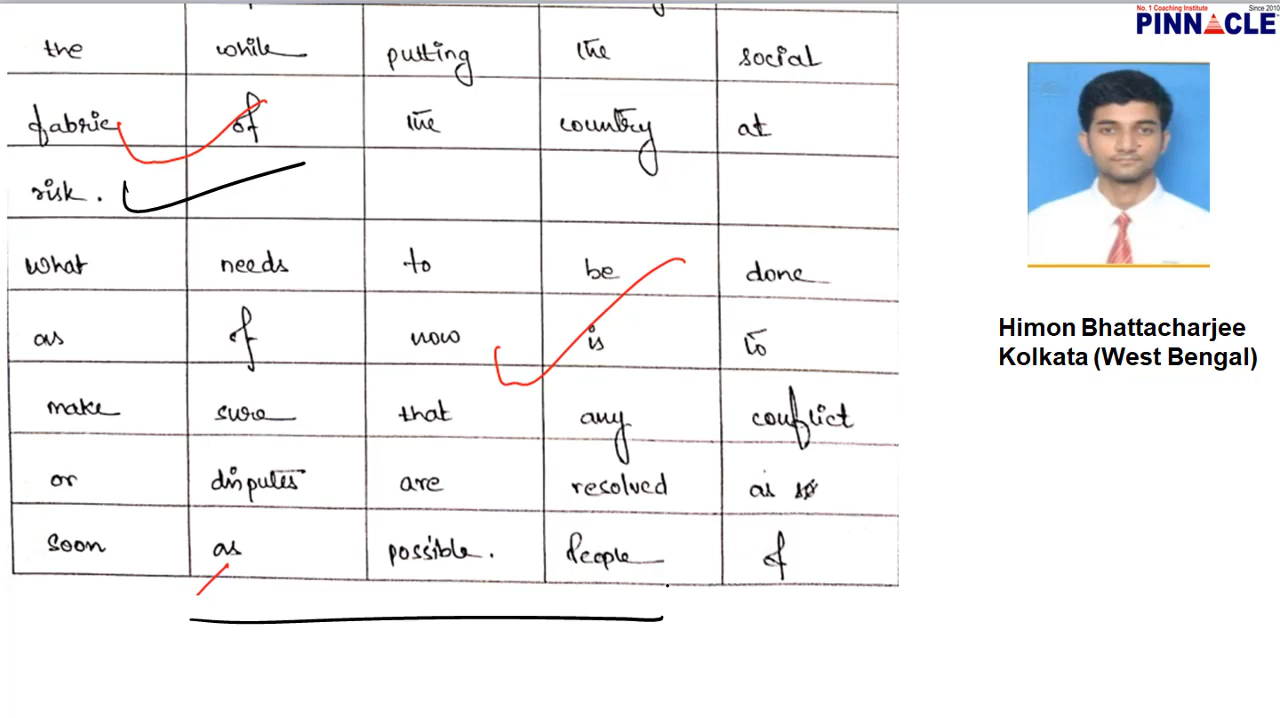 No. 1 Coaching Institute Since 2010
PINNACLE
the while putting the social
fabric of the country at
risk.
What needs to be done
as of now is to
make sure that any conflict
or disputes are resolved as
soon as possible. People of
Himon Bhattacharjee
Kolkata (West Bengal)